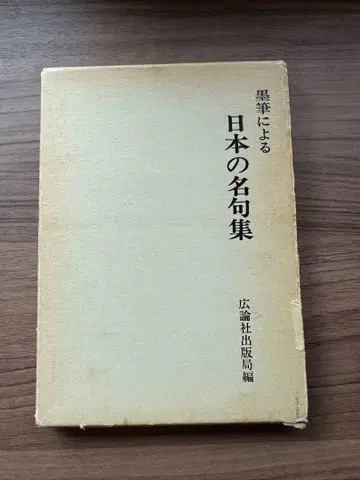 墨筆による
日本の名句集
広論社出版局編